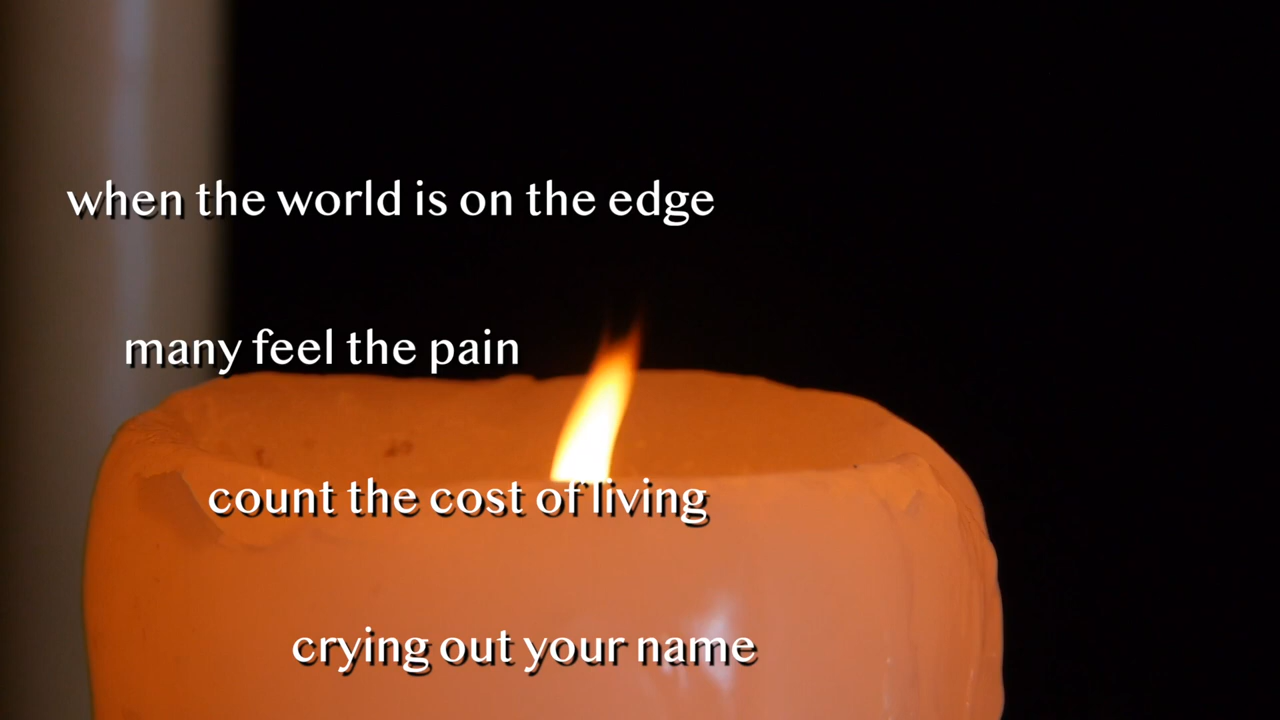 when the world is on the edge
many feel the pain
count the cost of living
crying out your name